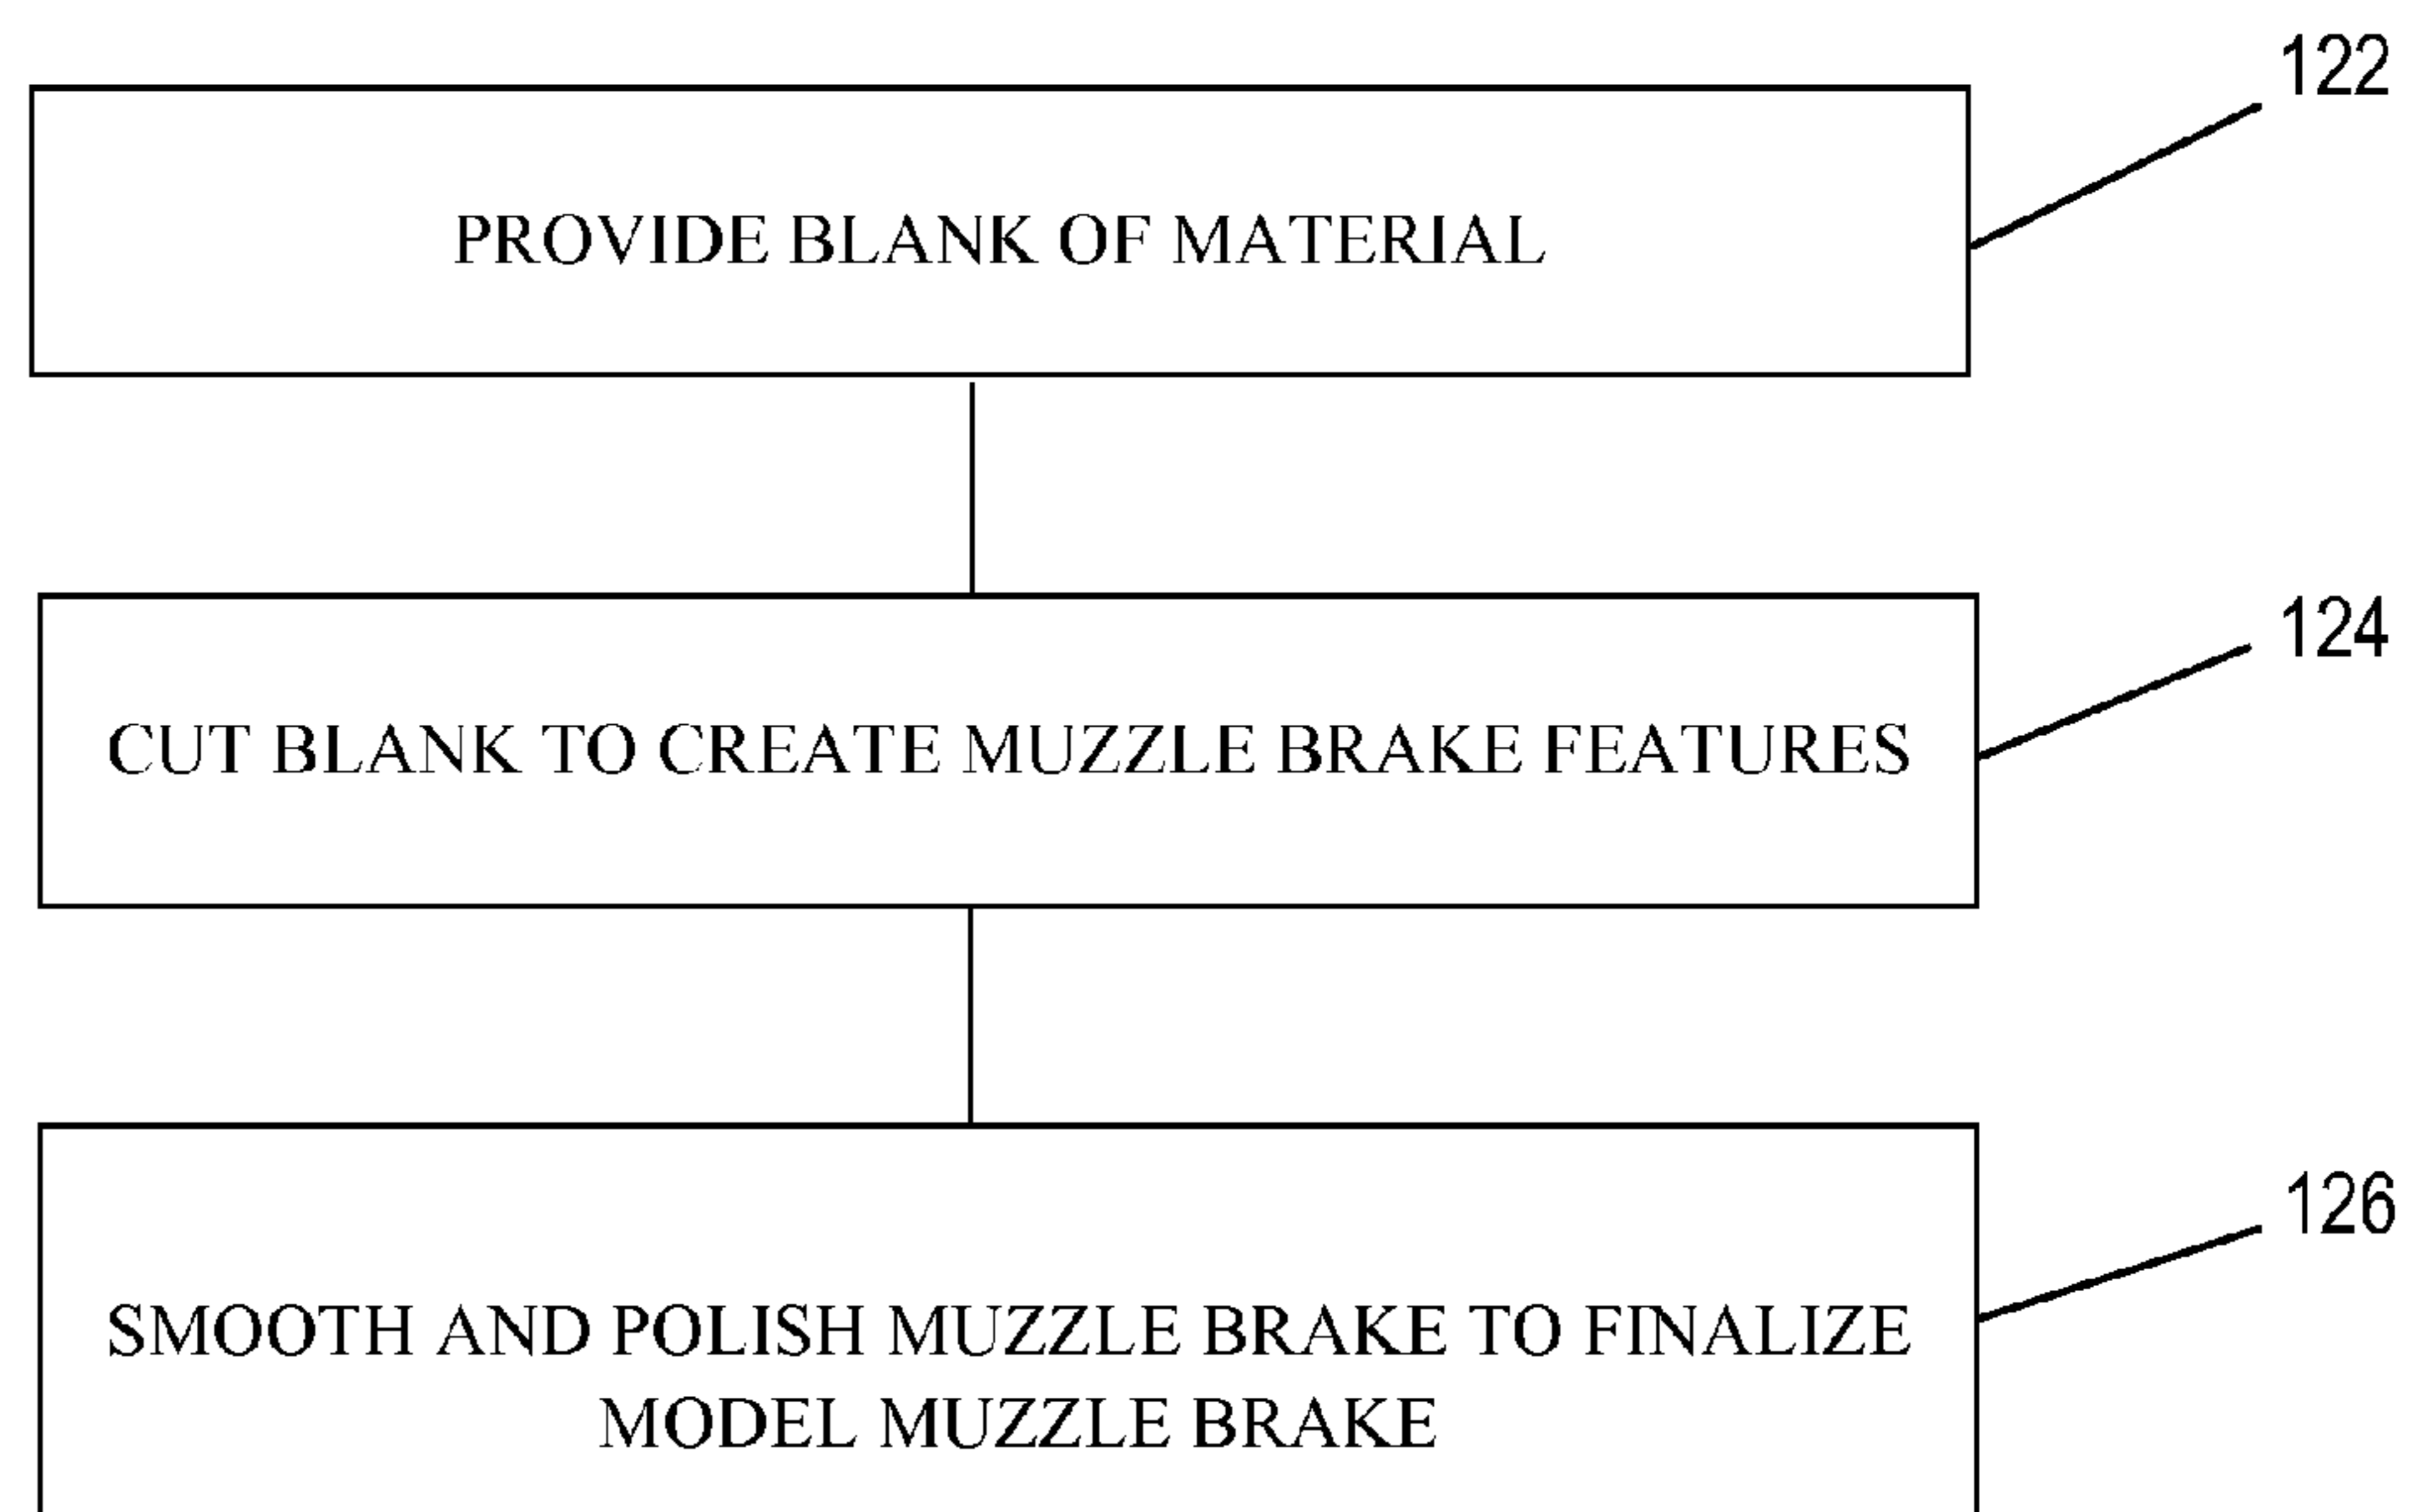 122
PROVIDE BLANK OF MATERIAL
124
CUT BLANK TO CREATE MUZZLE BRAKE FEATURES
126
SMOOTH AND POLISH MUZZLE BRAKE TO FINALIZE
MODEL MUZZLE BRAKE